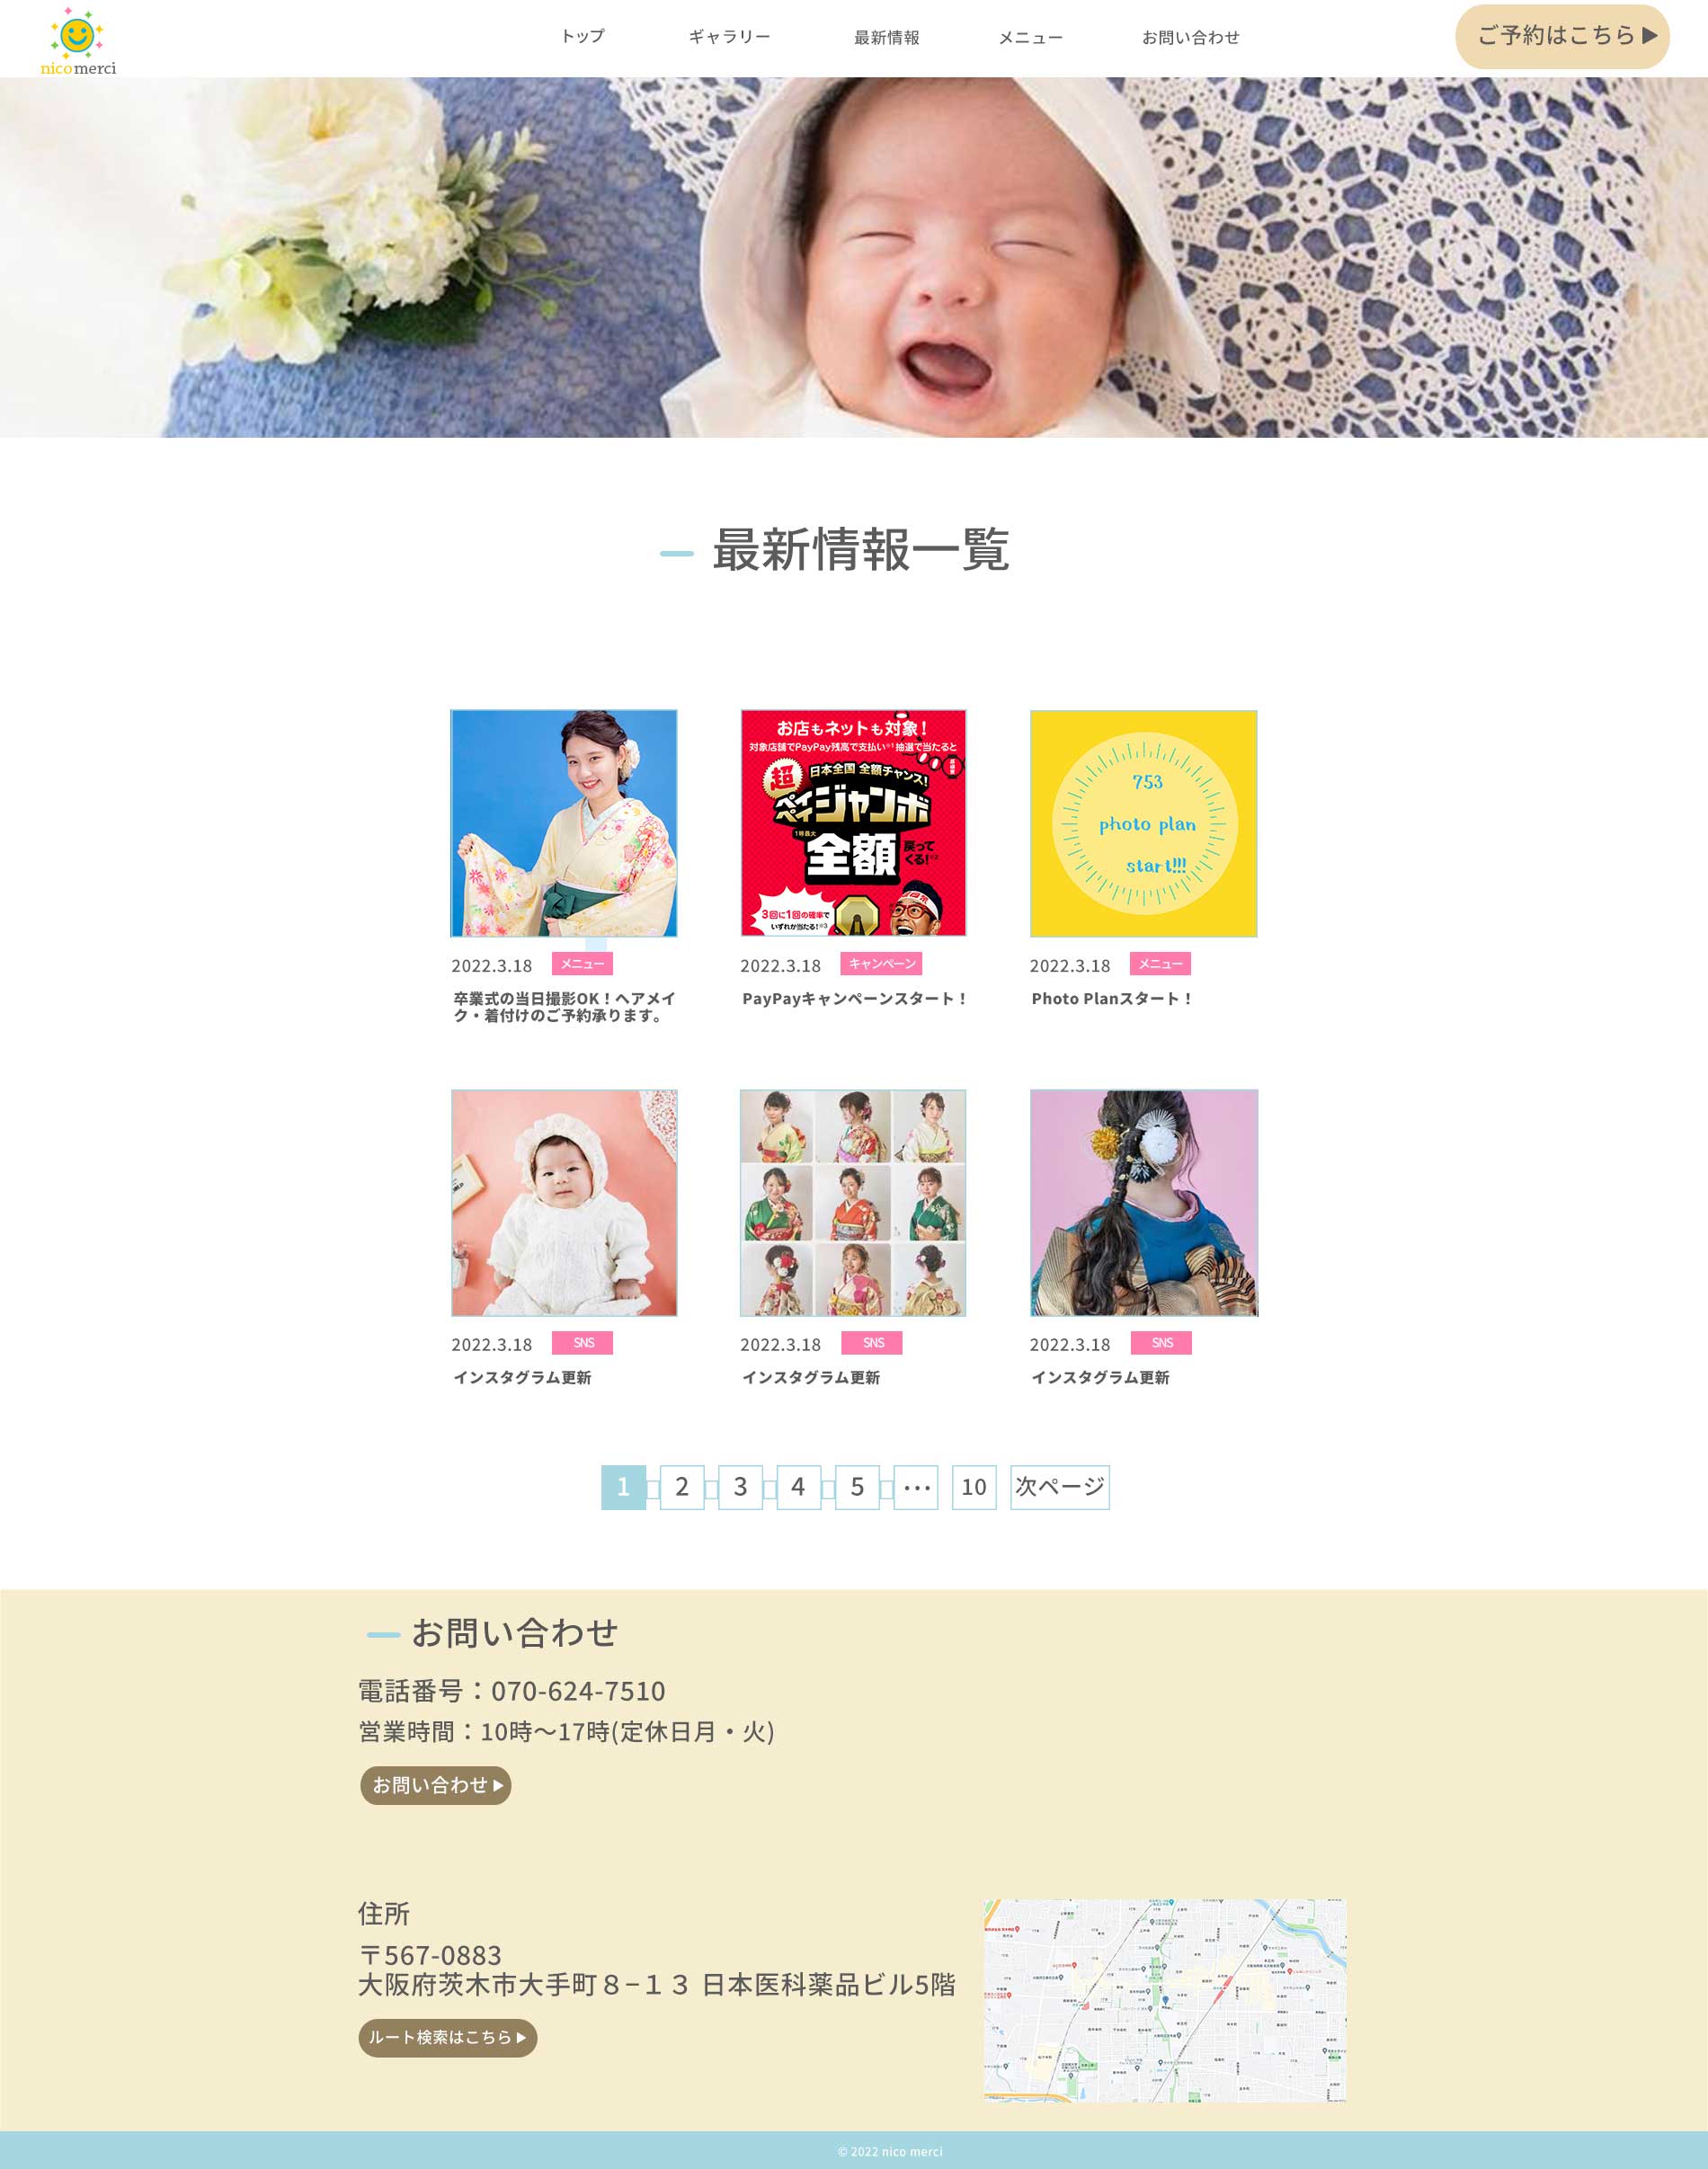 nicomerci
トップ
ギャラリー
最新情報
メニュー
お問い合わせ
ご予約はこちら▶
最新情報一覧
お店もネットも対象！
対象店舗でPayPay残高で支払い※1抽選で当たると
超
日本全国 全額チャンス！
ペイペイジャンボ
1等最大
全額
戻って
くる！※2
3回に1回の確率で
いずれか当たる！※3
753
photo plan
start!!!
2022.3.18 メニュー
卒業式の当日撮影OK！ヘアメイ
ク・着付けのご予約承ります。
2022.3.18 キャンペーン
PayPayキャンペーンスタート！
2022.3.18 メニュー
Photo Planスタート！
2022.3.18 SNS
インスタグラム更新
2022.3.18 SNS
インスタグラム更新
2022.3.18 SNS
インスタグラム更新
1 2 3 4 5 ••• 10 次ページ
お問い合わせ
電話番号：070-624-7510
営業時間：10時〜17時(定休日月・火)
お問い合わせ▶
住所
〒567-0883
大阪府茨木市大手町８−１３ 日本医科薬品ビル5階
ルート検索はこちら▶
© 2022 nico merci